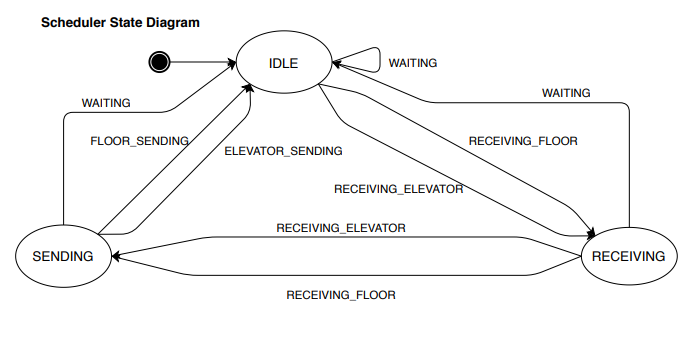 Scheduler State Diagram
IDLE
WAITING
WAITING
WAITING
FLOOR_SENDING
RECEIVING_FLOOR
ELEVATOR_SENDING
RECEIVING_ELEVATOR
RECEIVING_ELEVATOR
SENDING
RECEIVING
RECEIVING_FLOOR